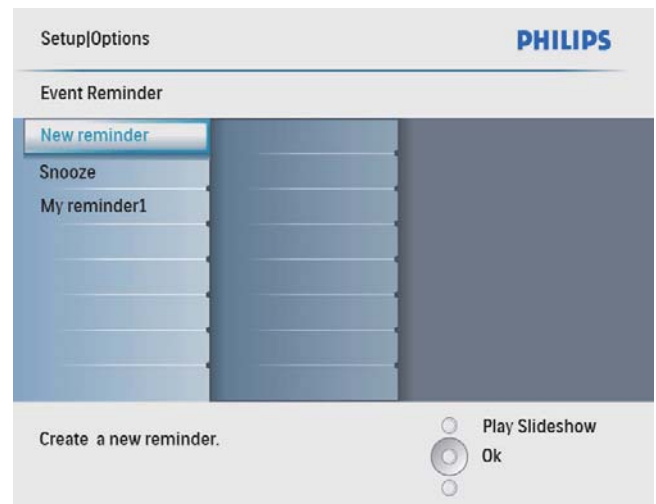 Setup|Options
PHILIPS
Event Reminder
New reminder
Snooze
My reminder1
Create a new reminder.
Play Slideshow
Ok